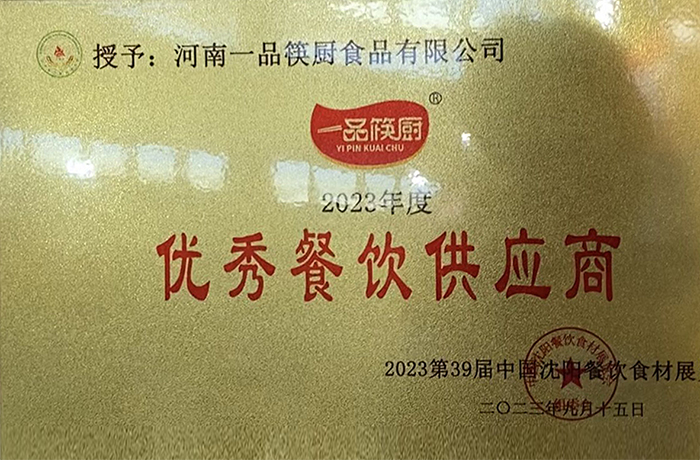 授予：河南一品筷厨食品有限公司
一品筷厨®
YI PIN KUAI CHU
2023年度
优秀餐饮供应商
2023第39届中国沈阳餐饮食材展
二〇二三年九月十五日